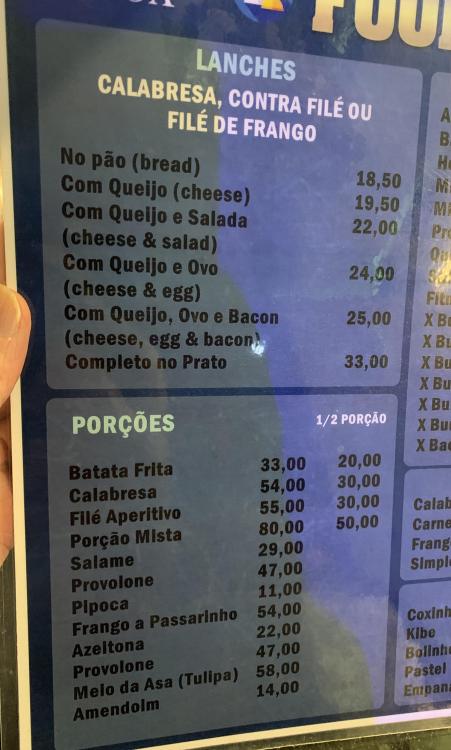 LANCHES
CALABRESA, CONTRA FILÉ OU
FILÉ DE FRANGO
No pão (bread) 18,50
Com Queijo (cheese) 19,50
Com Queijo e Salada 22,00
(cheese & salad)
Com Queijo e Ovo 24,00
(cheese & egg)
Com Queijo, Ovo e Bacon 25,00
(cheese, egg & bacon)
Completo no Prato 33,00
PORÇÕES 1/2 PORÇÃO
Batata Frita 33,00 20,00
Calabresa 54,00 30,00
Filé Aperitivo 55,00 30,00
Porção Mista 80,00 50,00
Salame 29,00
Provolone 47,00
Pipoca 11,00
Frango a Passarinho 54,00
Azeitona 22,00
Provolone 47,00
Meio da Asa (Tulipa) 58,00
Amendoim 14,00
X Bu
X Bu
X Bu
X Bu
X Bu
X Bu
X Bac
Calab
Carne
Frang
Simpl
Coxinh
Kibe
Bolinho
Pastel
Empan